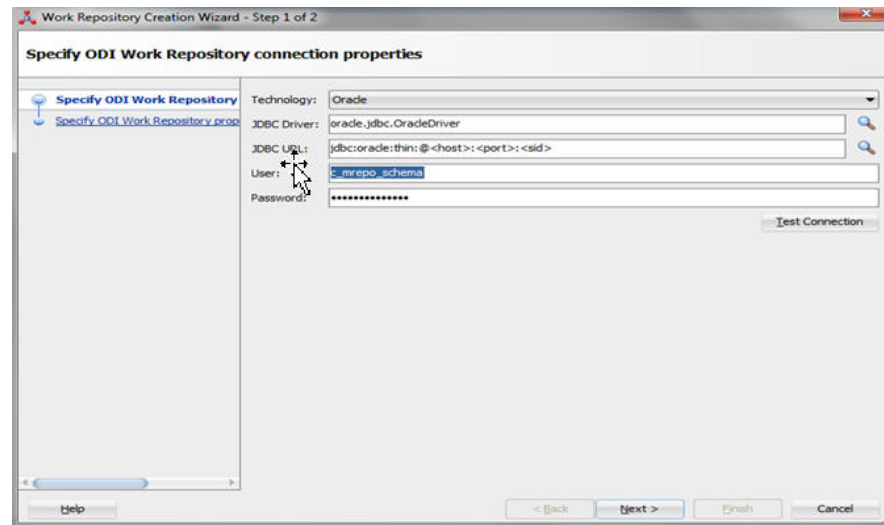 Work Repository Creation Wizard - Step 1 of 2
Specify ODI Work Repository connection properties
Specify ODI Work Repository
Specify ODI Work Repository prop
Technology: Oracle
JDBC Driver: oracle.jdbc.OracleDriver
JDBC URL: jdbc:oracle:thin:@<host>:<port>:<sid>
User: c_mrepo_schema
Password: ••••••••••••••
Test Connection
Help < Back Next > Finish Cancel